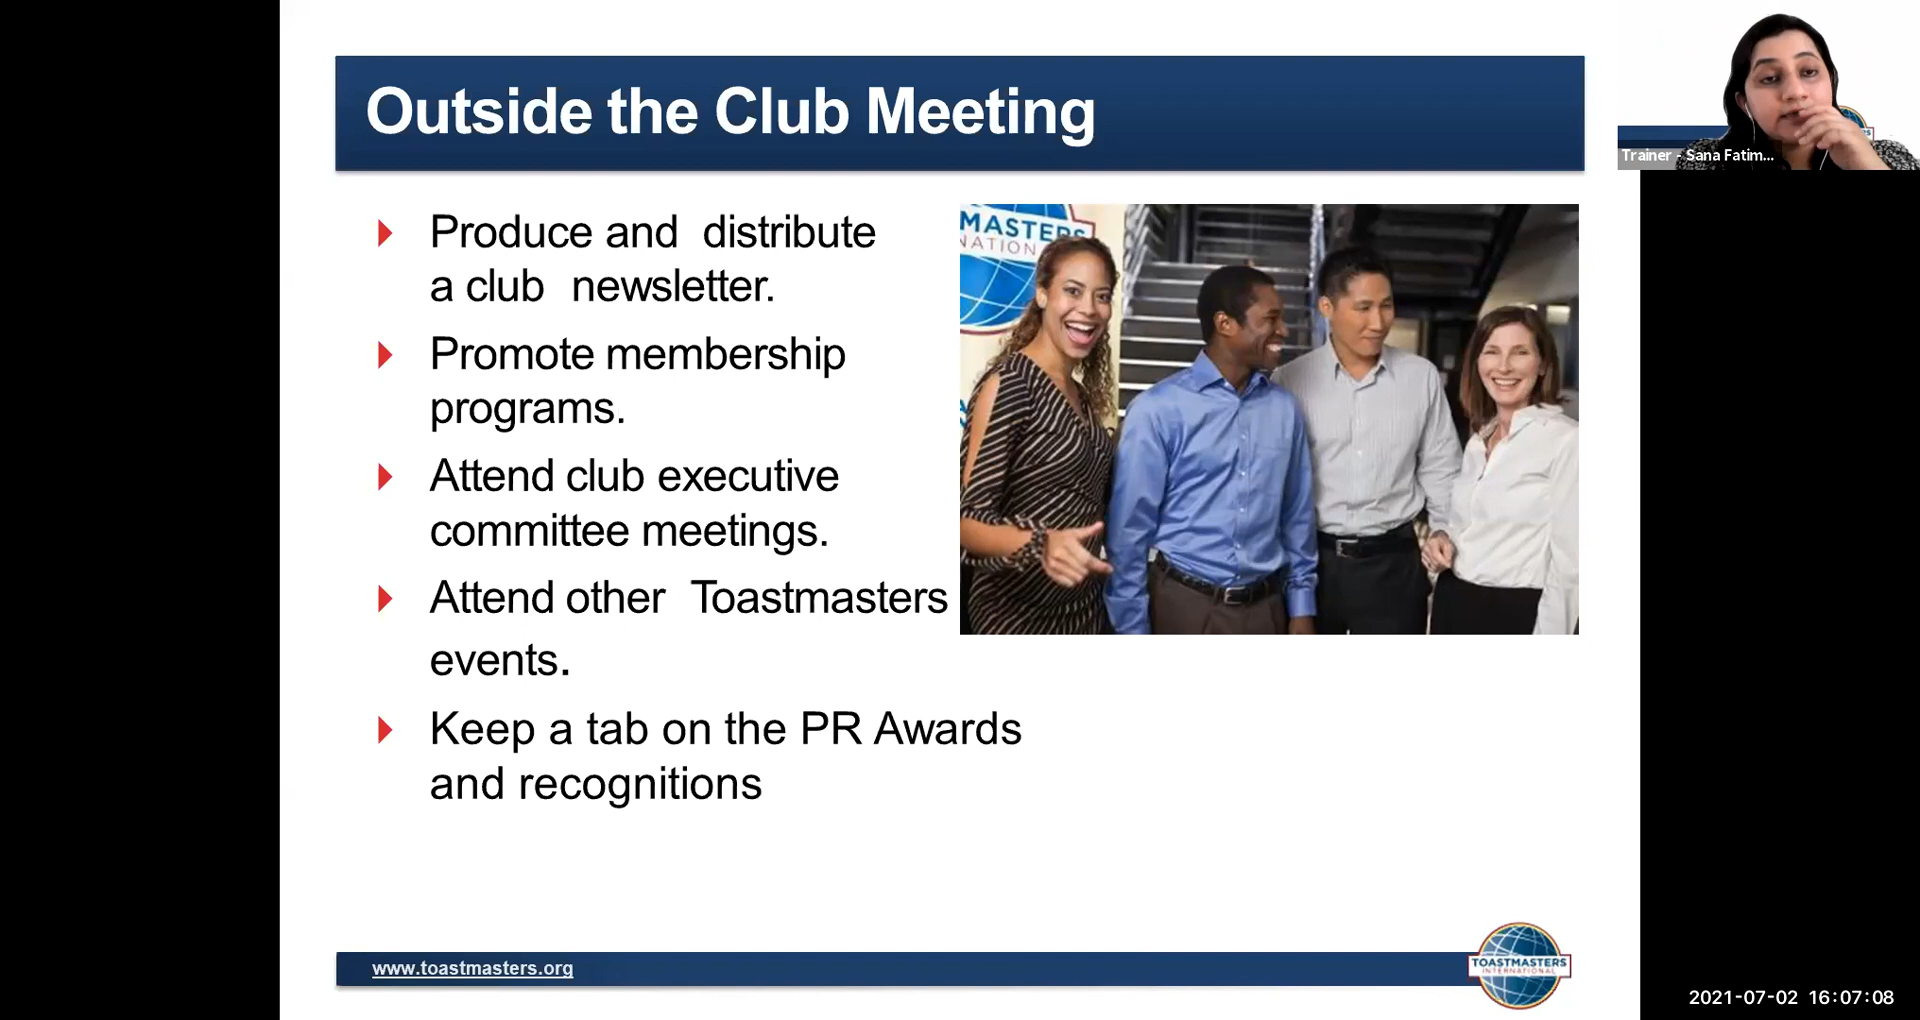 Outside the Club Meeting
Trainer - Sana Fatim...
Produce and distribute
a club newsletter.
Promote membership
programs.
Attend club executive
committee meetings.
Attend other Toastmasters
events.
Keep a tab on the PR Awards
and recognitions
MASTERS
NATION
www.toastmasters.org
TOASTMASTERS
INTERNATIONAL
2021-07-02 16:07:08